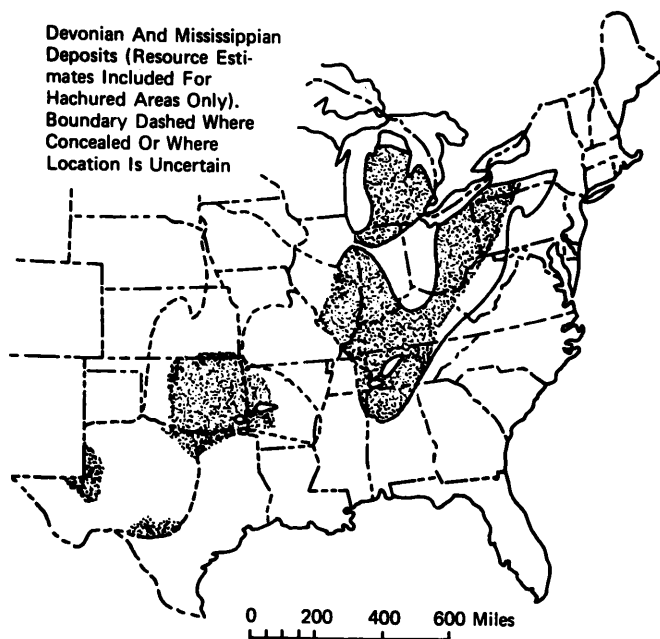 Devonian And Mississippian
Deposits (Resource Esti-
mates Included For
Hachured Areas Only).
Boundary Dashed Where
Concealed Or Where
Location Is Uncertain
0 200 400 600 Miles